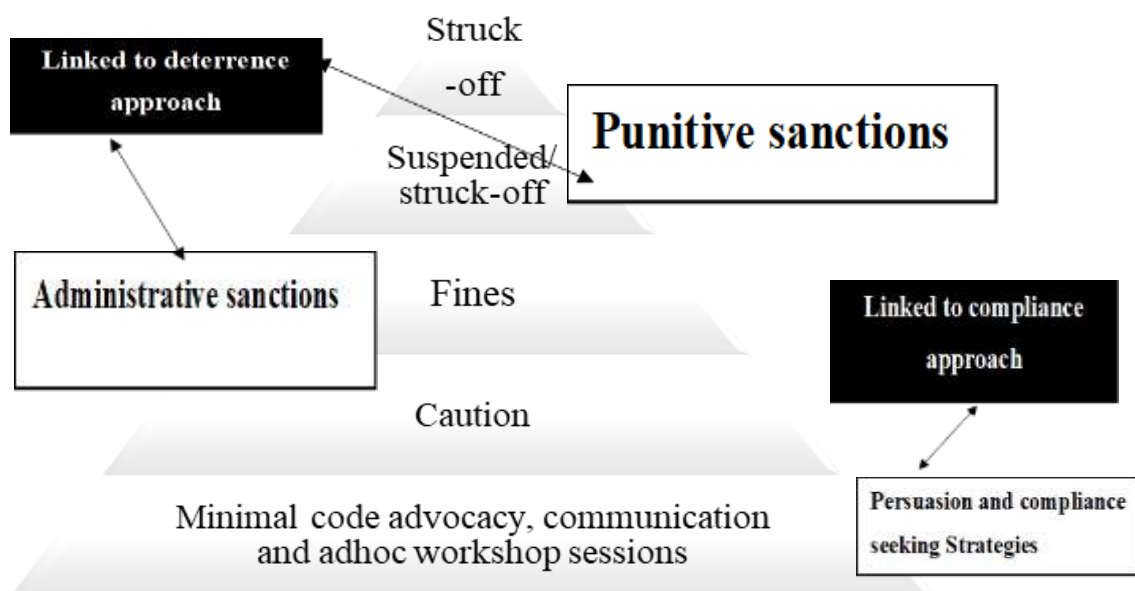 Struck
-off
Linked to deterrence
approach
Punitive sanctions
Suspended/
struck-off
Administrative sanctions
Fines
Linked to compliance
approach
Caution
Persuasion and compliance
seeking Strategies
Minimal code advocacy, communication
and adhoc workshop sessions